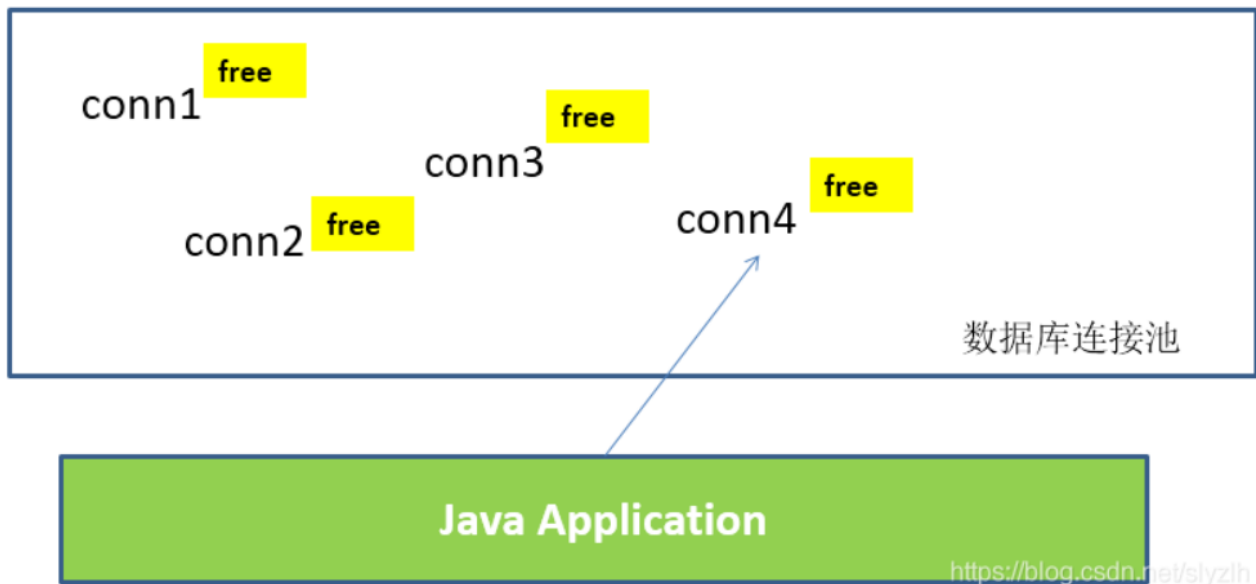 free
conn1
free
conn3
free
conn4
free
conn2
数据库连接池
Java Application
https://blog.csdn.net/slyzlh